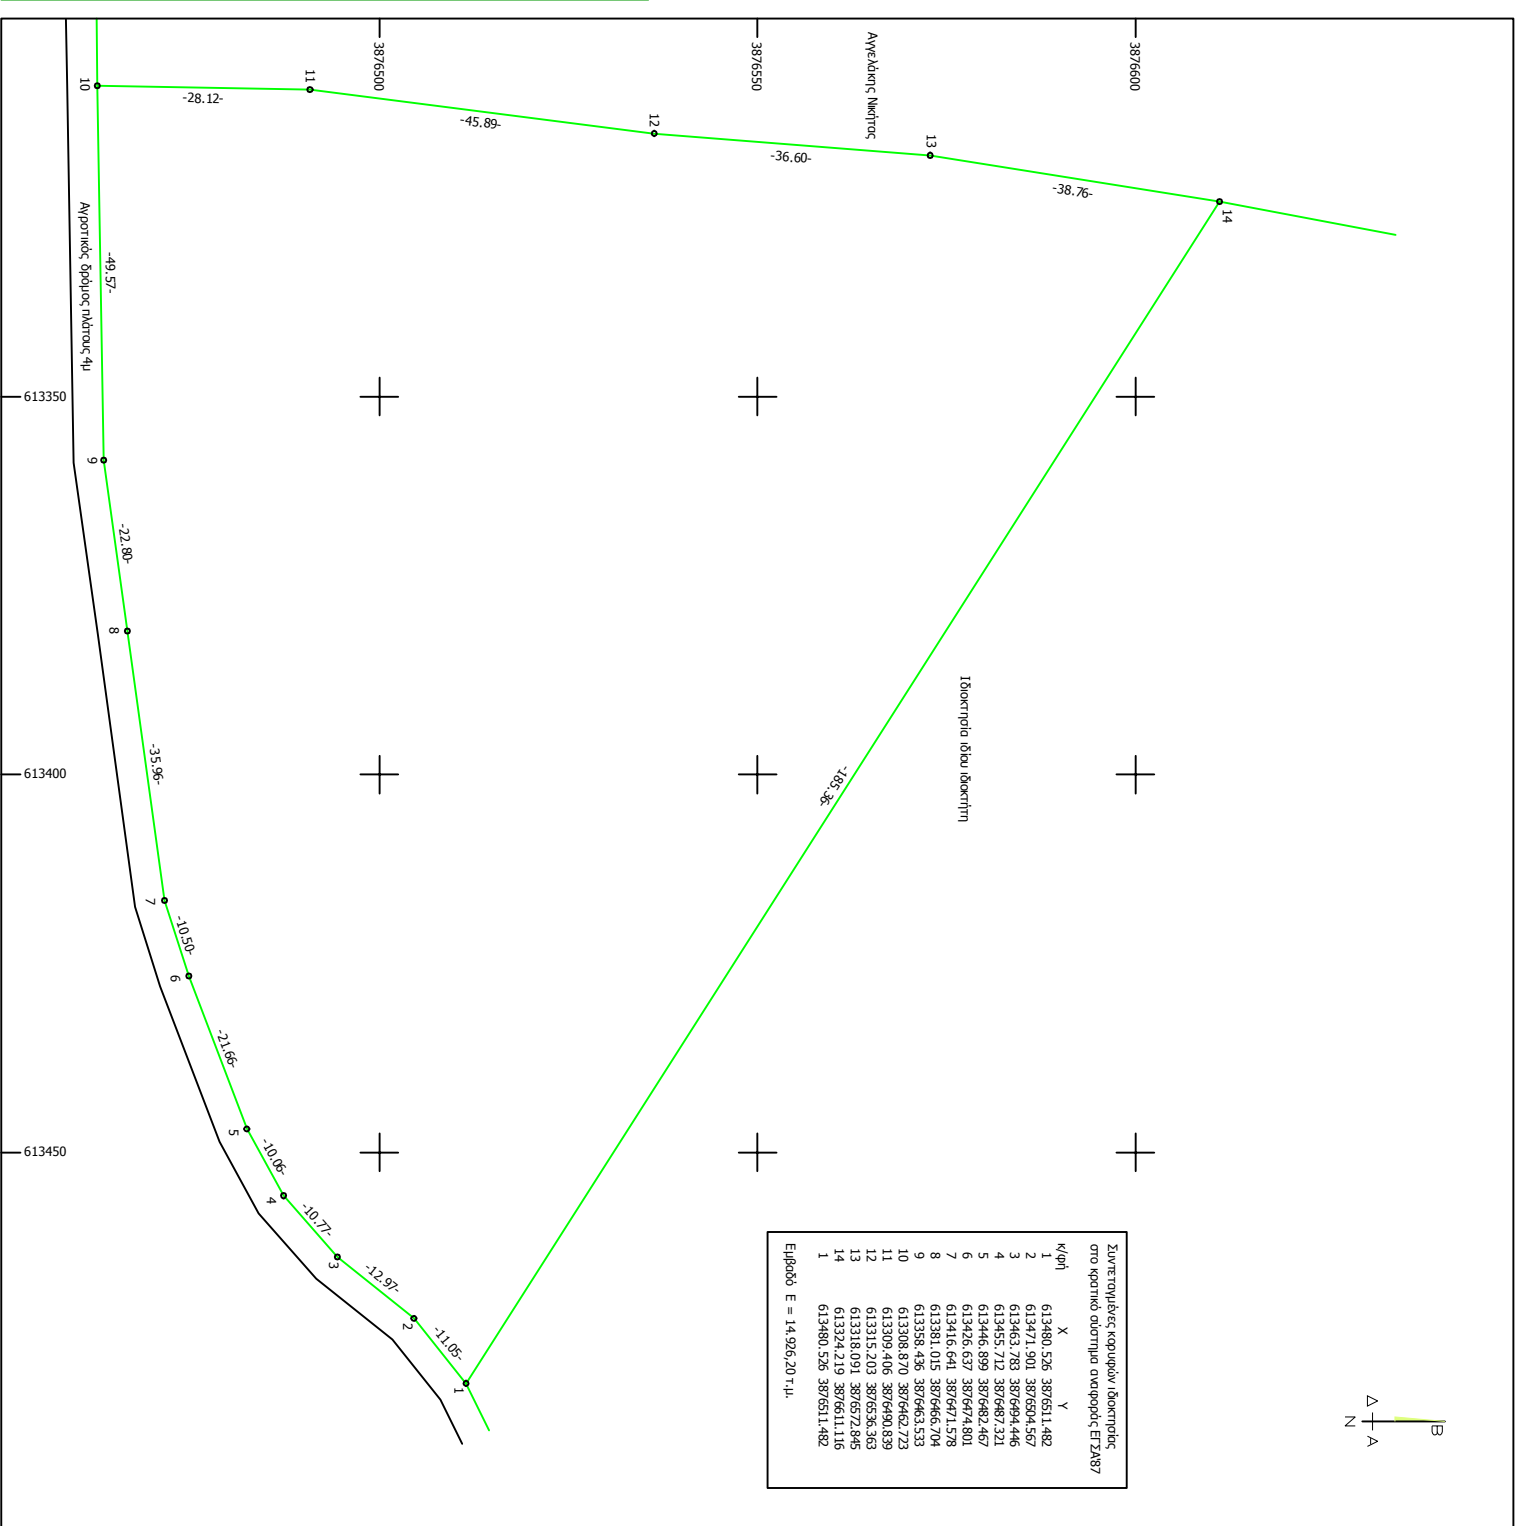 3876500
3876550
3876600
613350
613400
613450
Αγγελάκης Νικήτας
Αγροτικός δρόμος πλάτους 4μ
Ιδιοκτησία ιδίου ιδιοκτήτη
10
11
12
13
14
9
8
7
6
5
4
3
2
1
-28.12-
-45.89-
-36.60-
-38.76-
-49.57-
-22.80-
-35.96-
-10.50-
-21.66-
-10.06-
-10.77-
-12.97-
-11.05-
-185.36-
Συντεταγμένες κορυφών ιδιοκτησίας
στο κρατικό σύστημα αναφοράς ΕΓΣΑ'87
κ/φή X Y
1 613480.526 3876511.482
2 613471.901 3876504.567
3 613463.783 3876494.446
4 613455.712 3876487.321
5 613446.899 3876482.467
6 613426.637 3876474.801
7 613416.641 3876471.578
8 613381.015 3876466.704
9 613358.436 3876463.533
10 613308.870 3876462.723
11 613309.406 3876490.839
12 613315.203 3876536.363
13 613318.091 3876572.845
14 613324.219 3876611.116
1 613480.526 3876511.482
Εμβαδό Ε = 14.926,20 τ.μ.
Β
Δ
Α
Ν